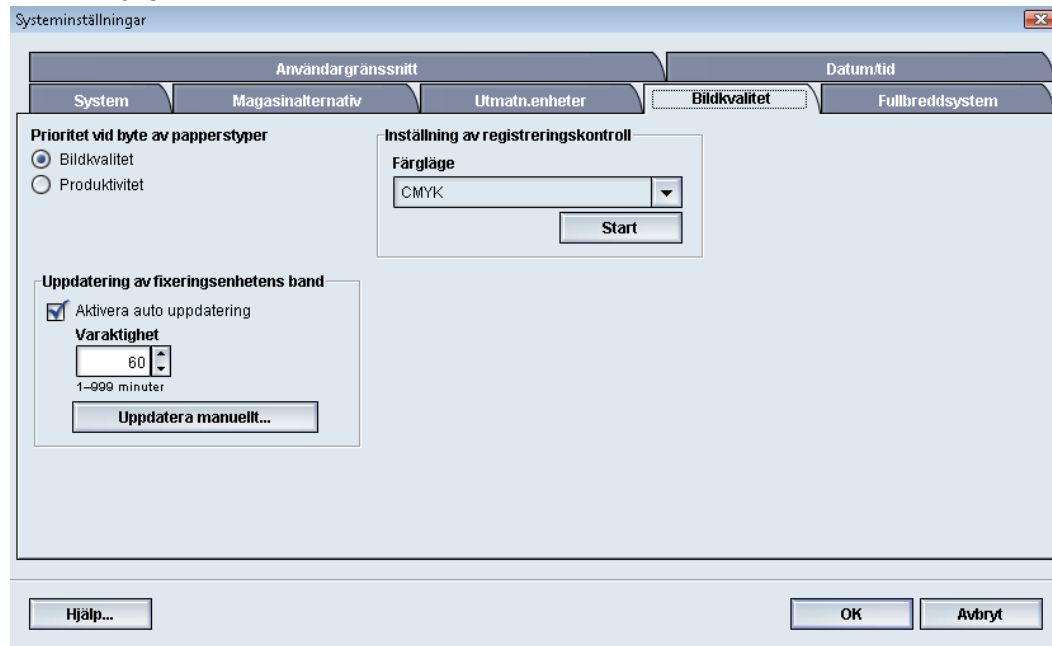 Systeminställningar
Användargränssnitt
Datum/tid
System
Magasinalternativ
Utmatn.enheter
Bildkvalitet
Fullbreddsystem
Prioritet vid byte av papperstyper
Bildkvalitet
Produktivitet
Inställning av registreringskontroll
Färgläge
CMYK
Start
Uppdatering av fixeringsenhetens band
Aktivera auto uppdatering
Varaktighet
60
1–999 minuter
Uppdatera manuellt...
Hjälp...
OK
Avbryt